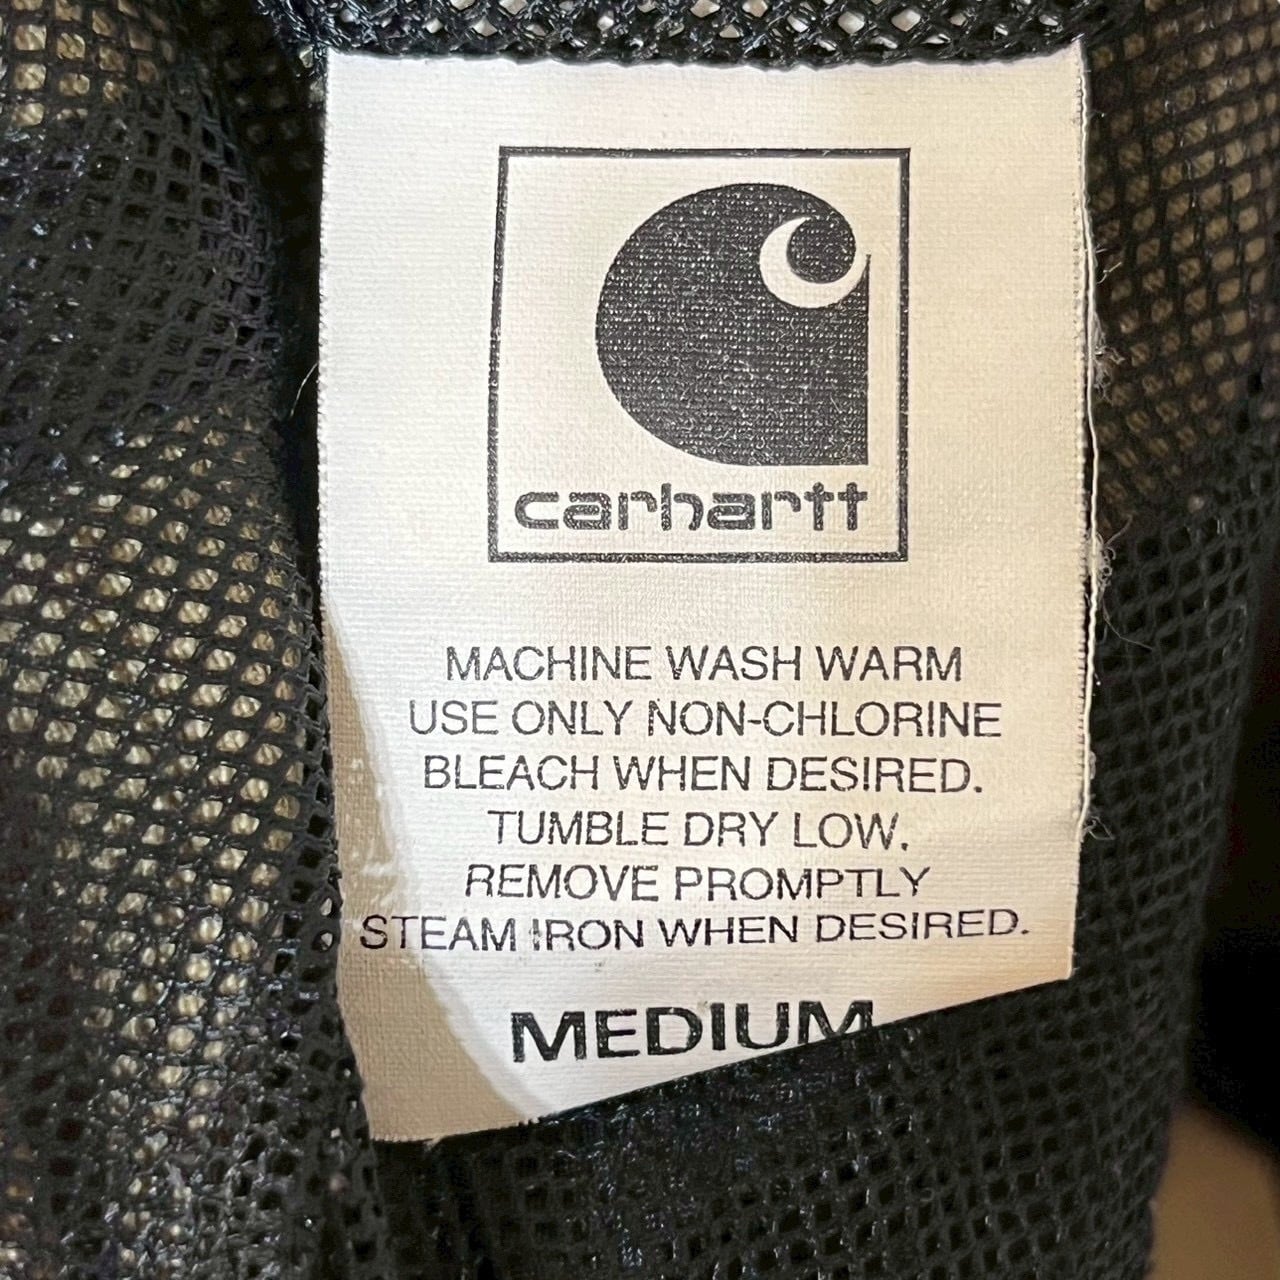 carhartt
MACHINE WASH WARM
USE ONLY NON-CHLORINE
BLEACH WHEN DESIRED.
TUMBLE DRY LOW.
REMOVE PROMPTLY
STEAM IRON WHEN DESIRED.
MEDIUM